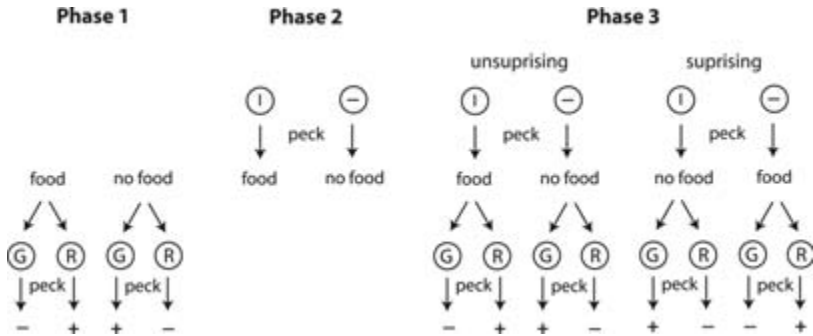 Phase 1 Phase 2 Phase 3
unsuprising suprising
I – I – I –
peck peck peck
food no food food no food food no food no food food
G R G R G R G R G R G R
peck peck peck peck peck peck
– + + – – + + – + – – +